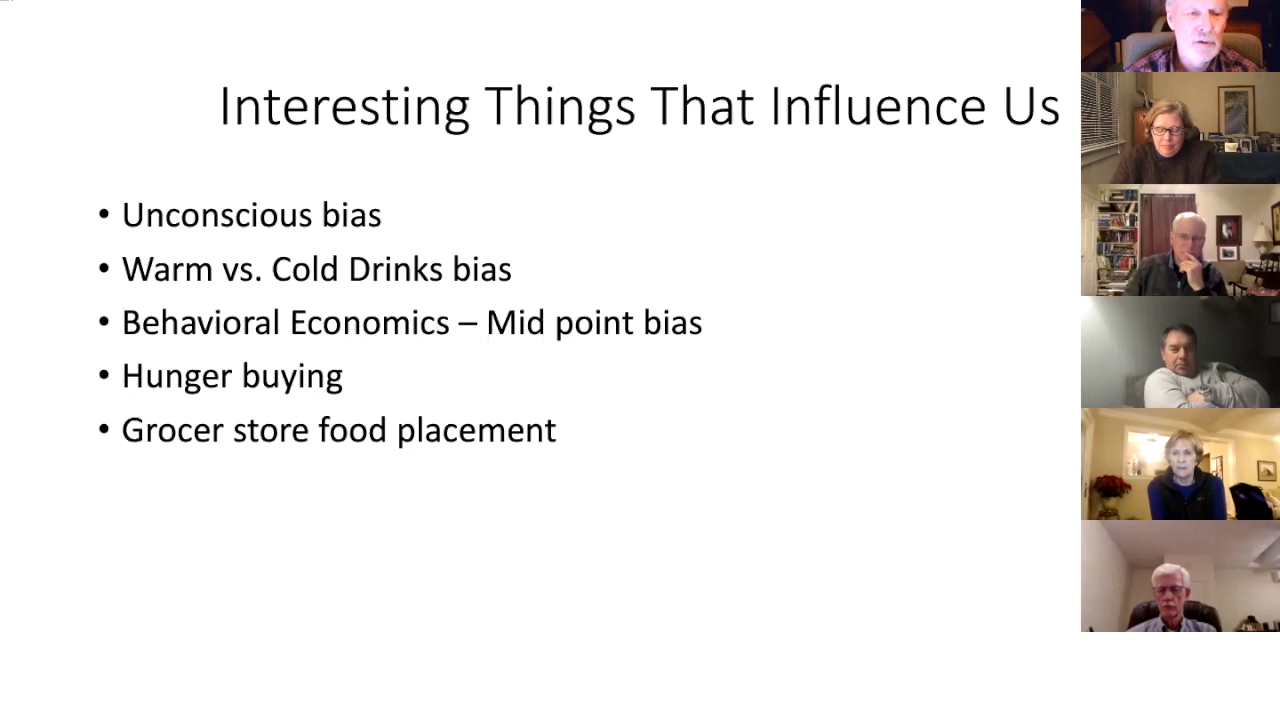 Interesting Things That Influence Us
• Unconscious bias
• Warm vs. Cold Drinks bias
• Behavioral Economics – Mid point bias
• Hunger buying
• Grocer store food placement